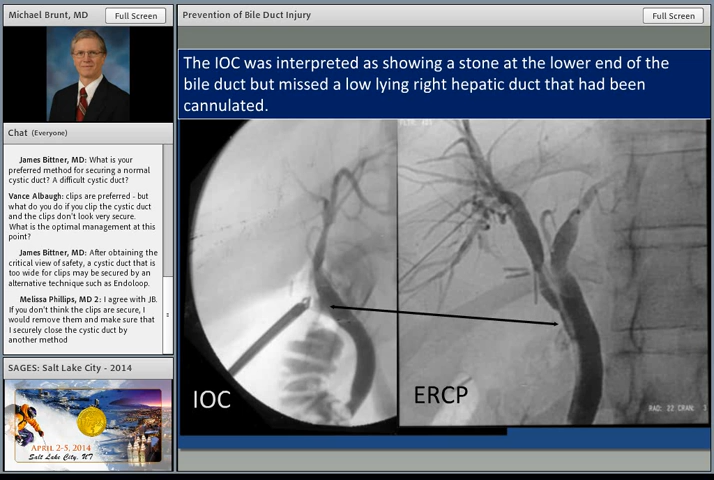 Michael Brunt, MD
Full Screen
Prevention of Bile Duct Injury
Full Screen
The IOC was interpreted as showing a stone at the lower end of the
bile duct but missed a low lying right hepatic duct that had been
cannulated.
IOC
ERCP
RAD: 22 CRAN: 3
Chat (Everyone)
James Bittner, MD: What is your
preferred method for securing a normal
cystic duct? A difficult cystic duct?
Vance Albaugh: clips are preferred - but
what do you do if you clip the cystic duct
and the clips don't look very secure.
What is the optimal management at this
point?
James Bittner, MD: After obtaining the
critical view of safety, a cystic duct that is
too wide for clips may be secured by an
alternative technique such as Endoloop.
Melissa Phillips, MD 2: I agree with JB.
If you don't think the clips are secure, I
would remove them and make sure that
I securely close the cystic duct by
another method
SAGES: Salt Lake City - 2014
APRIL 2-5, 2014
Salt Lake City, UT